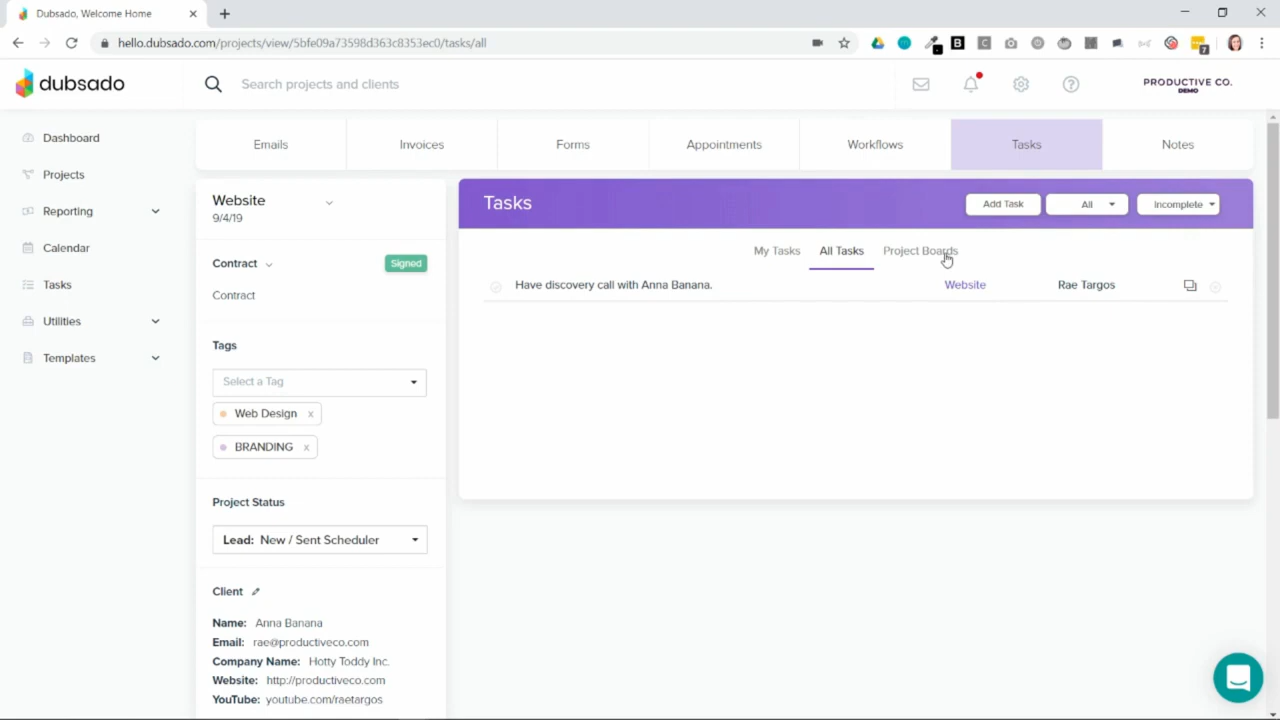 Dubsado, Welcome Home
hello.dubsado.com/projects/view/5bfe09a73598d363c8353ec0/tasks/all
B
C
7
dubsado
Search projects and clients
PRODUCTIVE CO.
DEMO
Dashboard
Projects
Reporting
Calendar
Tasks
Utilities
Templates
Emails
Invoices
Forms
Appointments
Workflows
Tasks
Notes
Website
9/4/19
Contract
Signed
Contract
Tags
Select a Tag
Web Design x
BRANDING x
Project Status
Lead: New / Sent Scheduler
Client
Name: Anna Banana
Email: rae@productiveco.com
Company Name: Hotty Toddy Inc.
Website: http://productiveco.com
YouTube: youtube.com/raetargos
Tasks
Add Task
All
Incomplete
My Tasks
All Tasks
Project Boards
Have discovery call with Anna Banana. Website Rae Targos